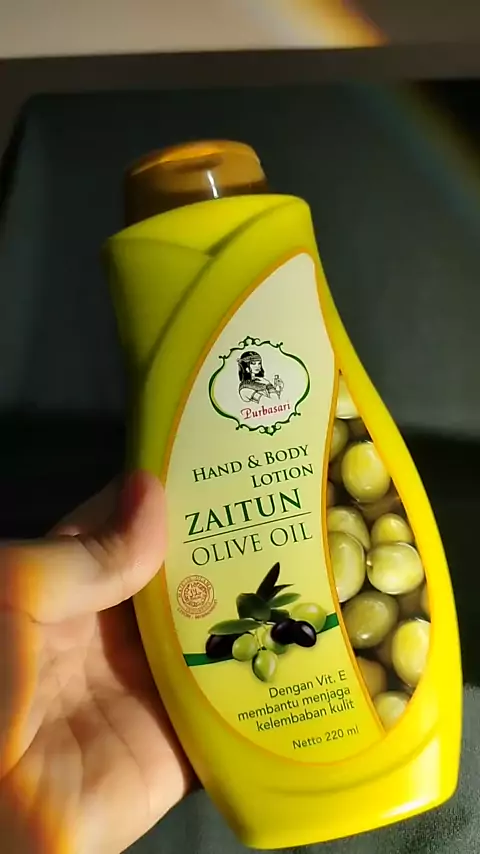 Purbasari
HAND & BODY
LOTION
ZAITUN
OLIVE OIL
Dengan Vit. E
membantu menjaga
kelembaban kulit
Netto 220 ml